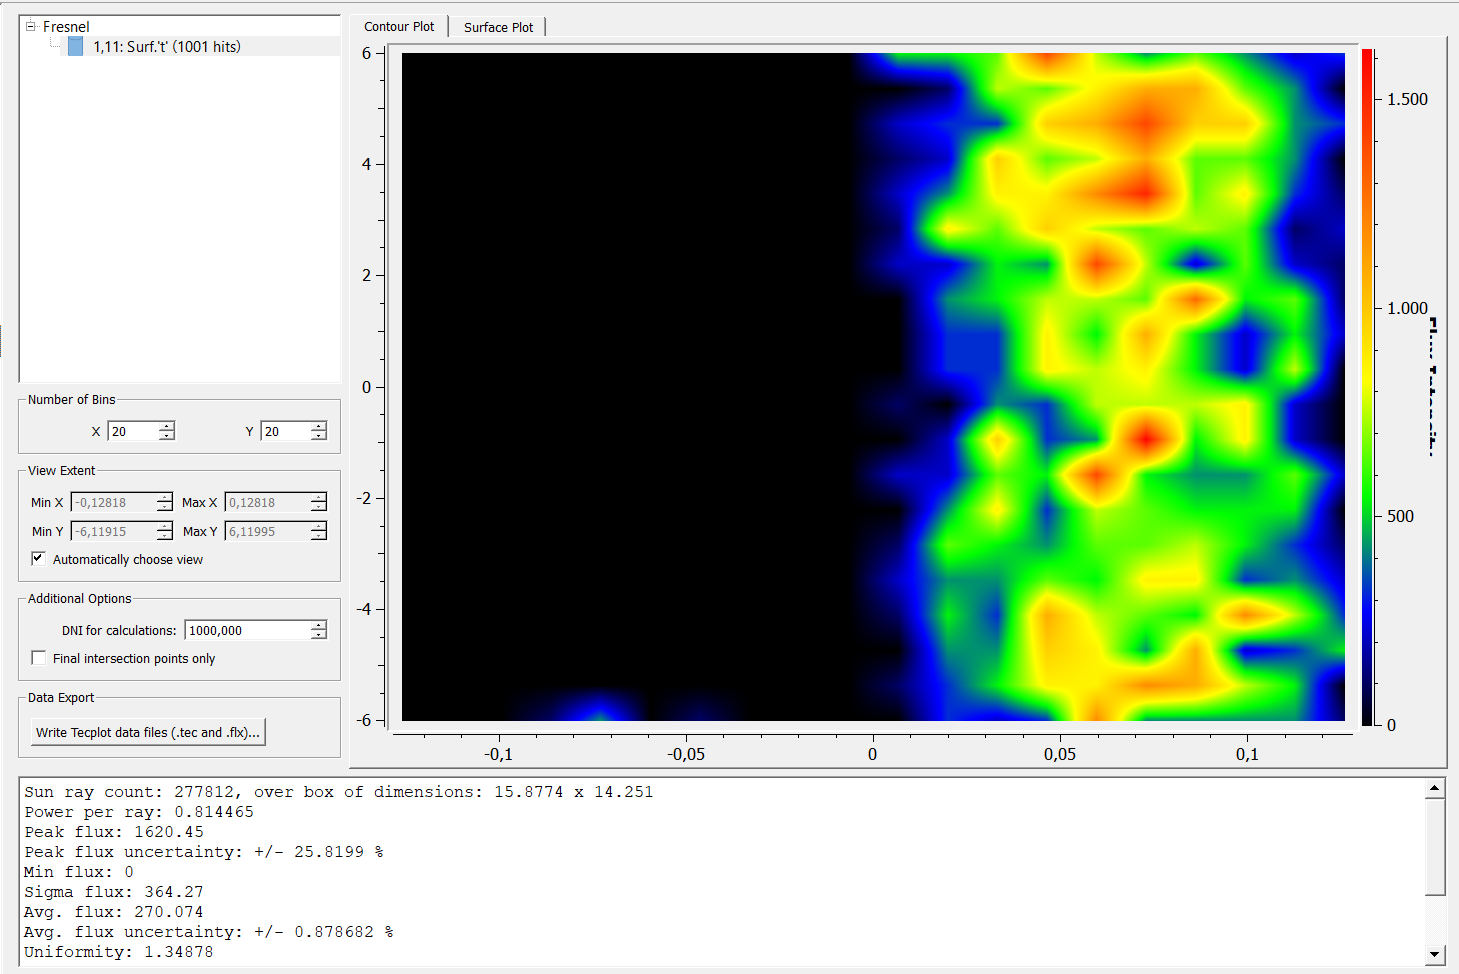 Fresnel
1,11: Surf.'t' (1001 hits)
Number of Bins
X 20 Y 20
View Extent
Min X -0,12818 Max X 0,12818
Min Y -6,11915 Max Y 6,11995
Automatically choose view
Additional Options
DNI for calculations: 1000,000
Final intersection points only
Data Export
Write Tecplot data files (.tec and .flx)...
Contour Plot Surface Plot
6
4
2
0
-2
-4
-6
-0,1 -0,05 0 0,05 0,1
1.500
1.000
500
0
Sun ray count: 277812, over box of dimensions: 15.8774 x 14.251
Power per ray: 0.814465
Peak flux: 1620.45
Peak flux uncertainty: +/- 25.8199 %
Min flux: 0
Sigma flux: 364.27
Avg. flux: 270.074
Avg. flux uncertainty: +/- 0.878682 %
Uniformity: 1.34878